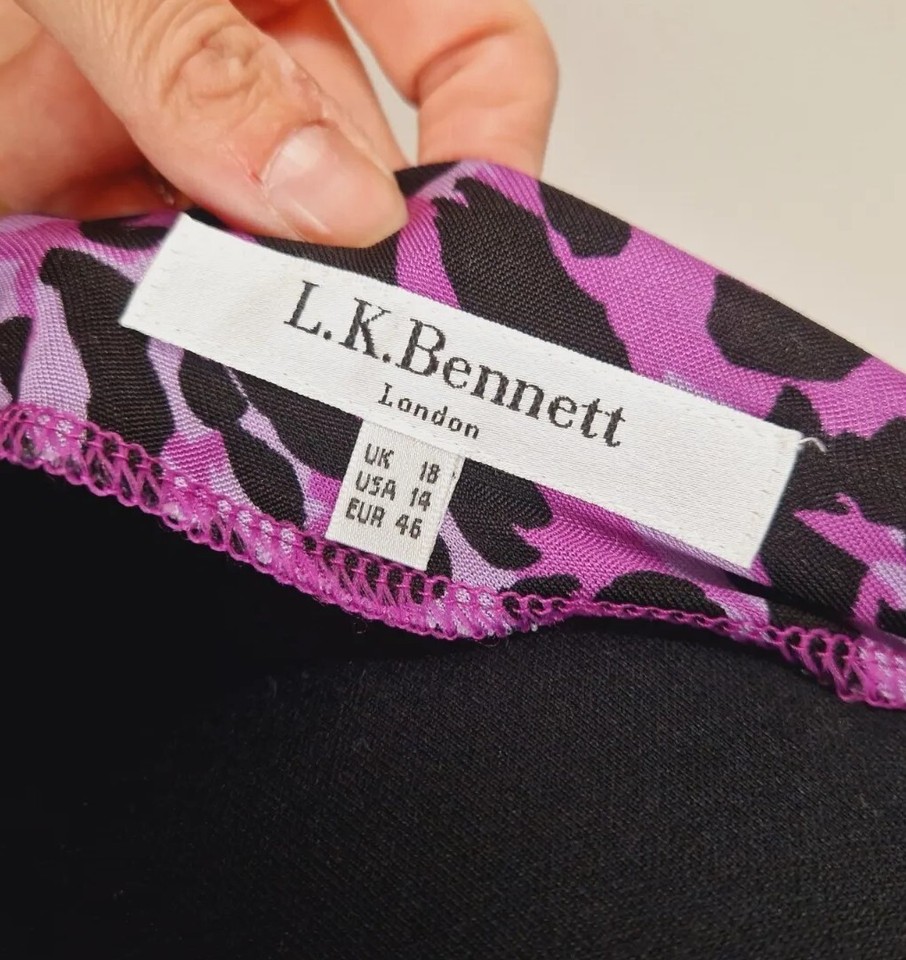 L.K.Bennett
London
UK 18
USA 14
EUR 46